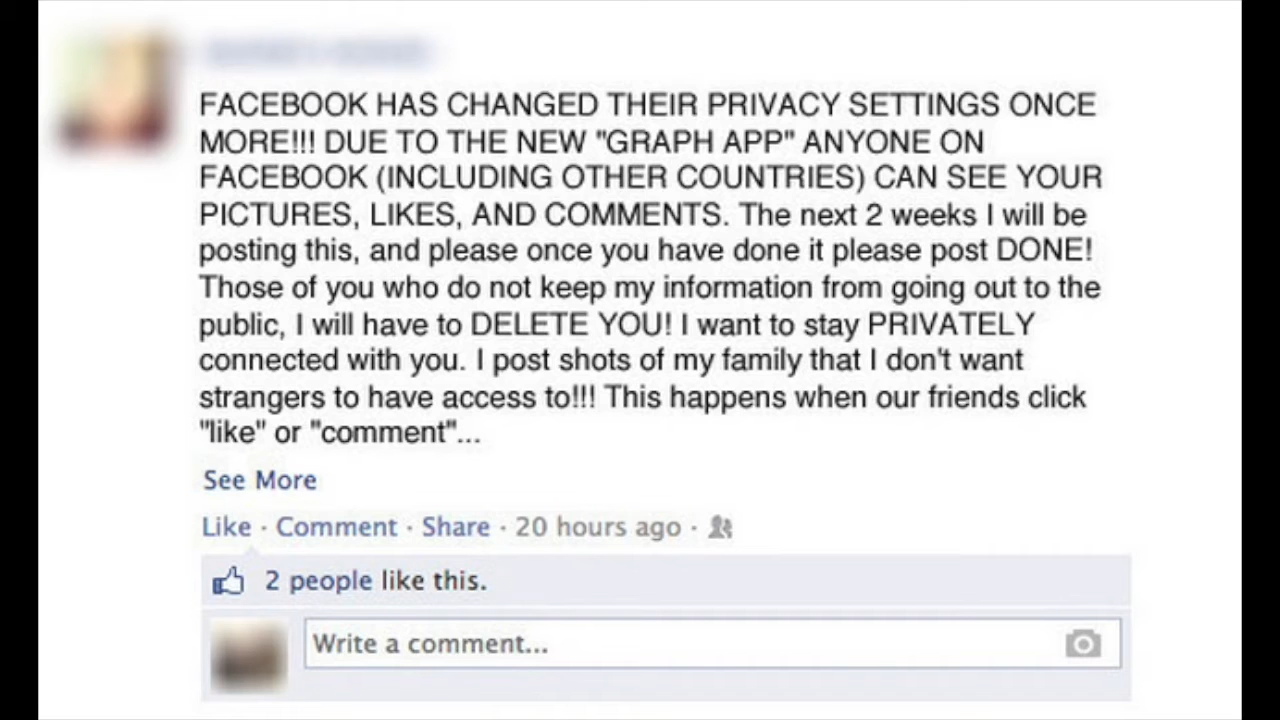 FACEBOOK HAS CHANGED THEIR PRIVACY SETTINGS ONCE
MORE!!! DUE TO THE NEW "GRAPH APP" ANYONE ON
FACEBOOK (INCLUDING OTHER COUNTRIES) CAN SEE YOUR
PICTURES, LIKES, AND COMMENTS. The next 2 weeks I will be
posting this, and please once you have done it please post DONE!
Those of you who do not keep my information from going out to the
public, I will have to DELETE YOU! I want to stay PRIVATELY
connected with you. I post shots of my family that I don't want
strangers to have access to!!! This happens when our friends click
"like" or "comment"...
See More
Like · Comment · Share · 20 hours ago ·
2 people like this.
Write a comment...